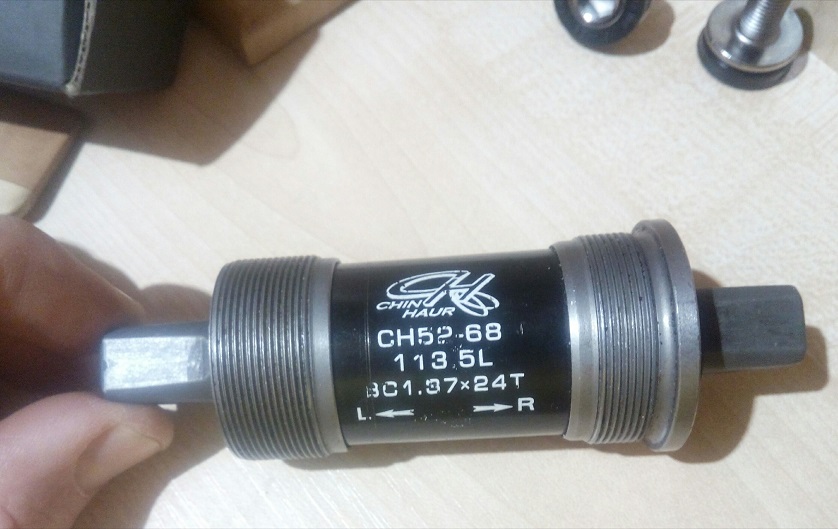 CHIN
HAUR
CH52-68
113.5L
BC1.37×24T
L ← → R